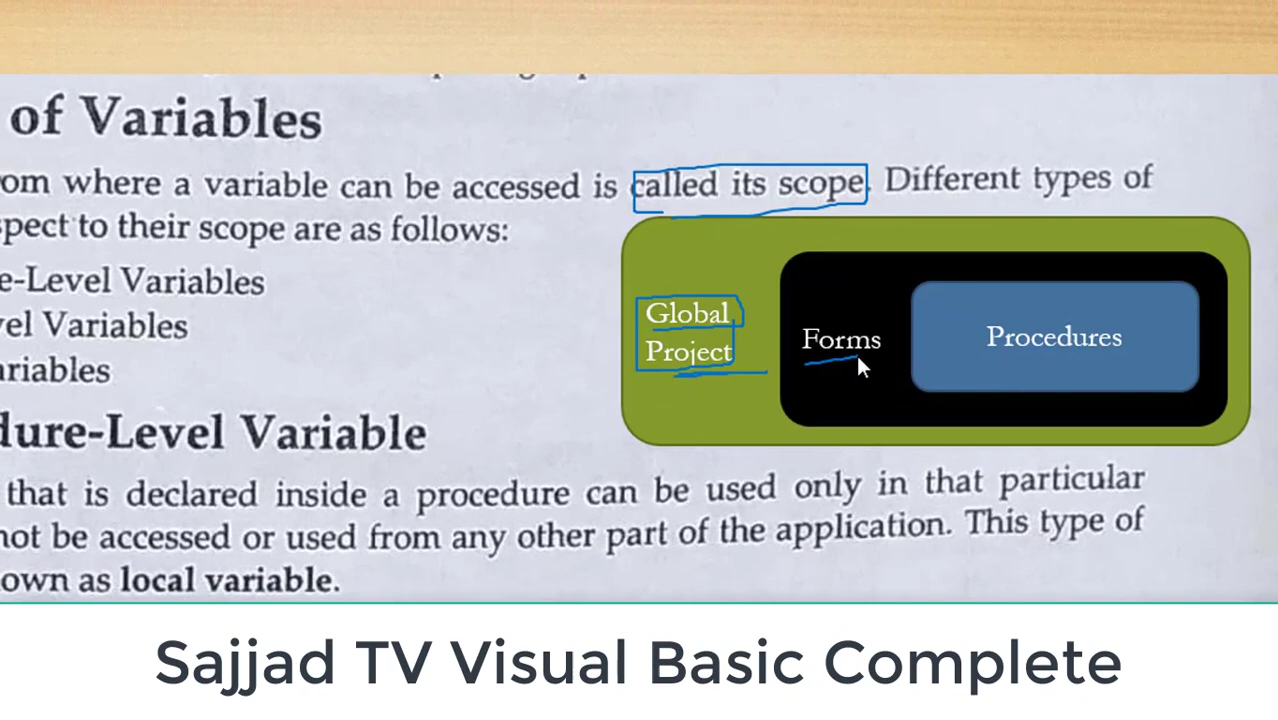 of Variables
om where a variable can be accessed is called its scope. Different types of
pect to their scope are as follows:
e-Level Variables
vel Variables
ariables
Global
Project
Forms
Procedures
dure-Level Variable
that is declared inside a procedure can be used only in that particular
not be accessed or used from any other part of the application. This type of
own as local variable.
Sajjad TV Visual Basic Complete